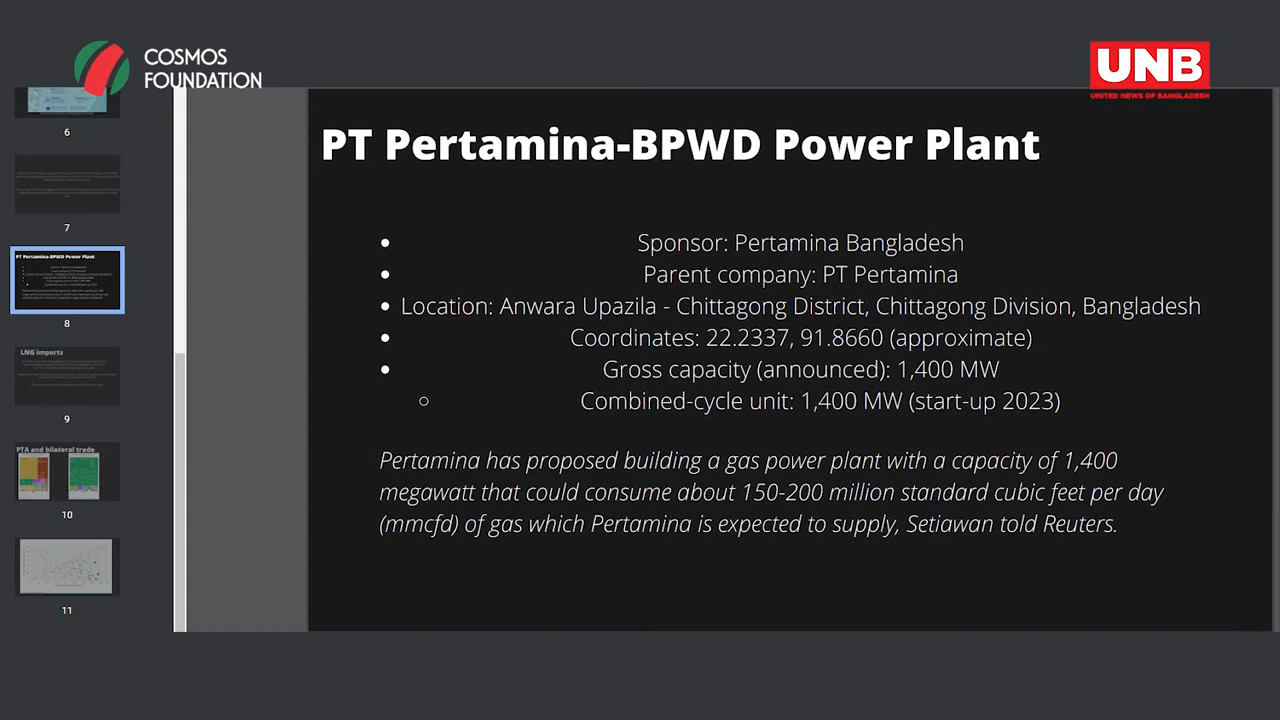 COSMOS
FOUNDATION
UNB
UNITED NEWS OF BANGLADESH
6
7
PT Pertamina-BPWD Power Plant
8
LNG imports
9
PTA and bilateral trade
10
11
PT Pertamina-BPWD Power Plant
• Sponsor: Pertamina Bangladesh
• Parent company: PT Pertamina
• Location: Anwara Upazila - Chittagong District, Chittagong Division, Bangladesh
• Coordinates: 22.2337, 91.8660 (approximate)
• Gross capacity (announced): 1,400 MW
○ Combined-cycle unit: 1,400 MW (start-up 2023)
Pertamina has proposed building a gas power plant with a capacity of 1,400
megawatt that could consume about 150-200 million standard cubic feet per day
(mmcfd) of gas which Pertamina is expected to supply, Setiawan told Reuters.